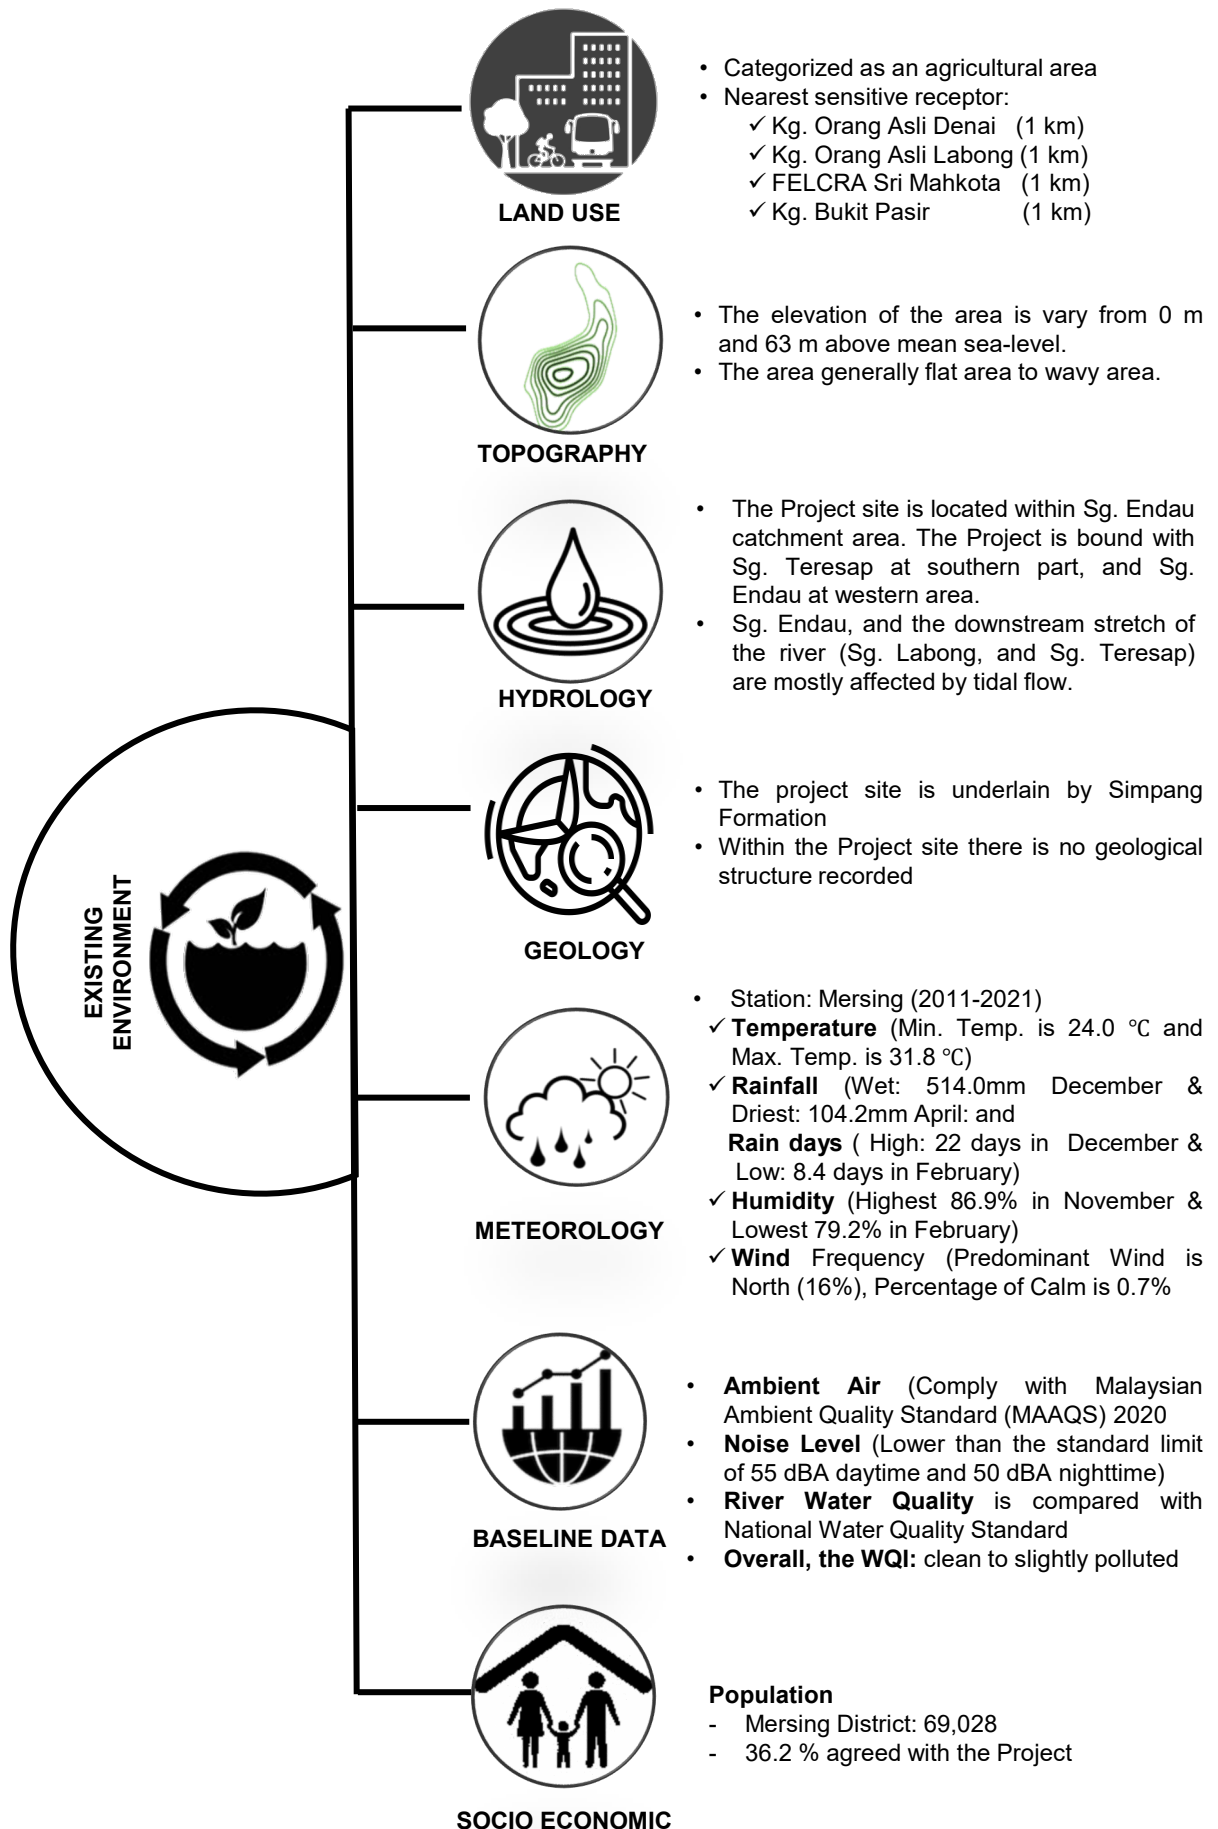 • Categorized as an agricultural area
• Nearest sensitive receptor:
✓ Kg. Orang Asli Denai (1 km)
✓ Kg. Orang Asli Labong (1 km)
✓ FELCRA Sri Mahkota (1 km)
✓ Kg. Bukit Pasir (1 km)
LAND USE
• The elevation of the area is vary from 0 m
and 63 m above mean sea-level.
• The area generally flat area to wavy area.
TOPOGRAPHY
• The Project site is located within Sg. Endau
catchment area. The Project is bound with
Sg. Teresap at southern part, and Sg.
Endau at western area.
• Sg. Endau, and the downstream stretch of
the river (Sg. Labong, and Sg. Teresap)
are mostly affected by tidal flow.
HYDROLOGY
• The project site is underlain by Simpang
Formation
• Within the Project site there is no geological
structure recorded
GEOLOGY
EXISTING
ENVIRONMENT
• Station: Mersing (2011-2021)
✓ Temperature (Min. Temp. is 24.0 ℃ and
Max. Temp. is 31.8 ℃)
✓ Rainfall (Wet: 514.0mm December &
Driest: 104.2mm April: and
Rain days ( High: 22 days in December &
Low: 8.4 days in February)
✓ Humidity (Highest 86.9% in November &
Lowest 79.2% in February)
✓ Wind Frequency (Predominant Wind is
North (16%), Percentage of Calm is 0.7%
METEOROLOGY
• Ambient Air (Comply with Malaysian
Ambient Quality Standard (MAAQS) 2020
• Noise Level (Lower than the standard limit
of 55 dBA daytime and 50 dBA nighttime)
• River Water Quality is compared with
National Water Quality Standard
• Overall, the WQI: clean to slightly polluted
BASELINE DATA
Population
- Mersing District: 69,028
- 36.2 % agreed with the Project
SOCIO ECONOMIC